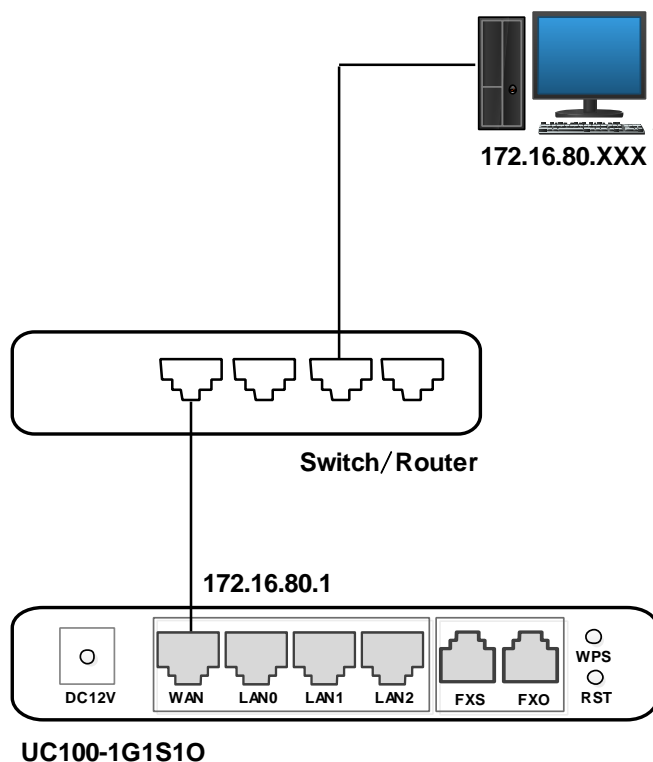 172.16.80.XXX
Switch/Router
172.16.80.1
WPS
DC12V WAN LAN0 LAN1 LAN2 FXS FXO RST
UC100-1G1S1O